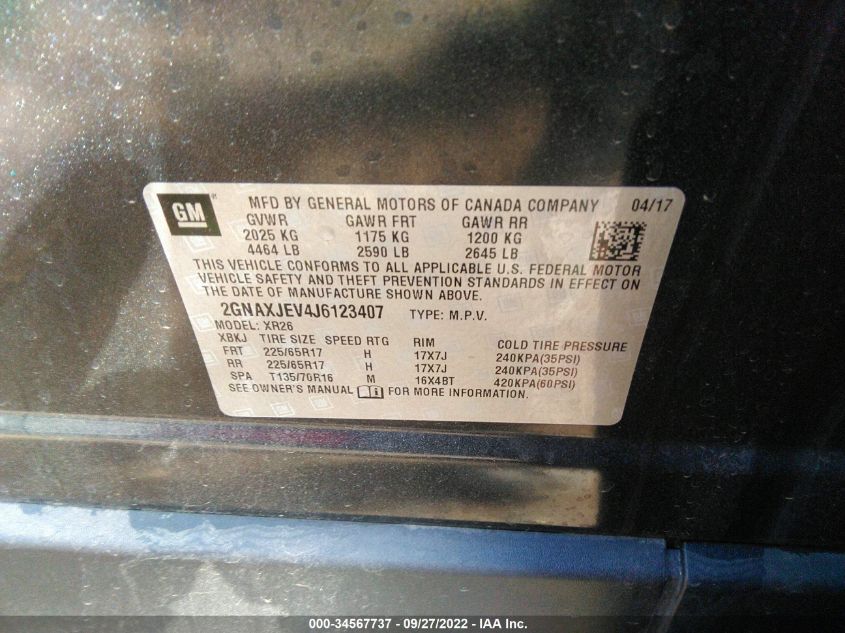 GM
MFD BY GENERAL MOTORS OF CANADA COMPANY 04/17
GVWR GAWR FRT GAWR RR
2025 KG 1175 KG 1200 KG
4464 LB 2590 LB 2645 LB
THIS VEHICLE CONFORMS TO ALL APPLICABLE U.S. FEDERAL MOTOR
VEHICLE SAFETY AND THEFT PREVENTION STANDARDS IN EFFECT ON
THE DATE OF MANUFACTURE SHOWN ABOVE.
2GNAXJEV4J6123407 TYPE: M.P.V.
MODEL: XR26
XBKJ TIRE SIZE SPEED RTG RIM COLD TIRE PRESSURE
FRT 225/65R17 H 17X7J 240KPA(35PSI)
RR 225/65R17 H 17X7J 240KPA(35PSI)
SPA T135/70R16 M 16X4BT 420KPA(60PSI)
SEE OWNER'S MANUAL i FOR MORE INFORMATION.
000-34567737 - 09/27/2022 - IAA Inc.